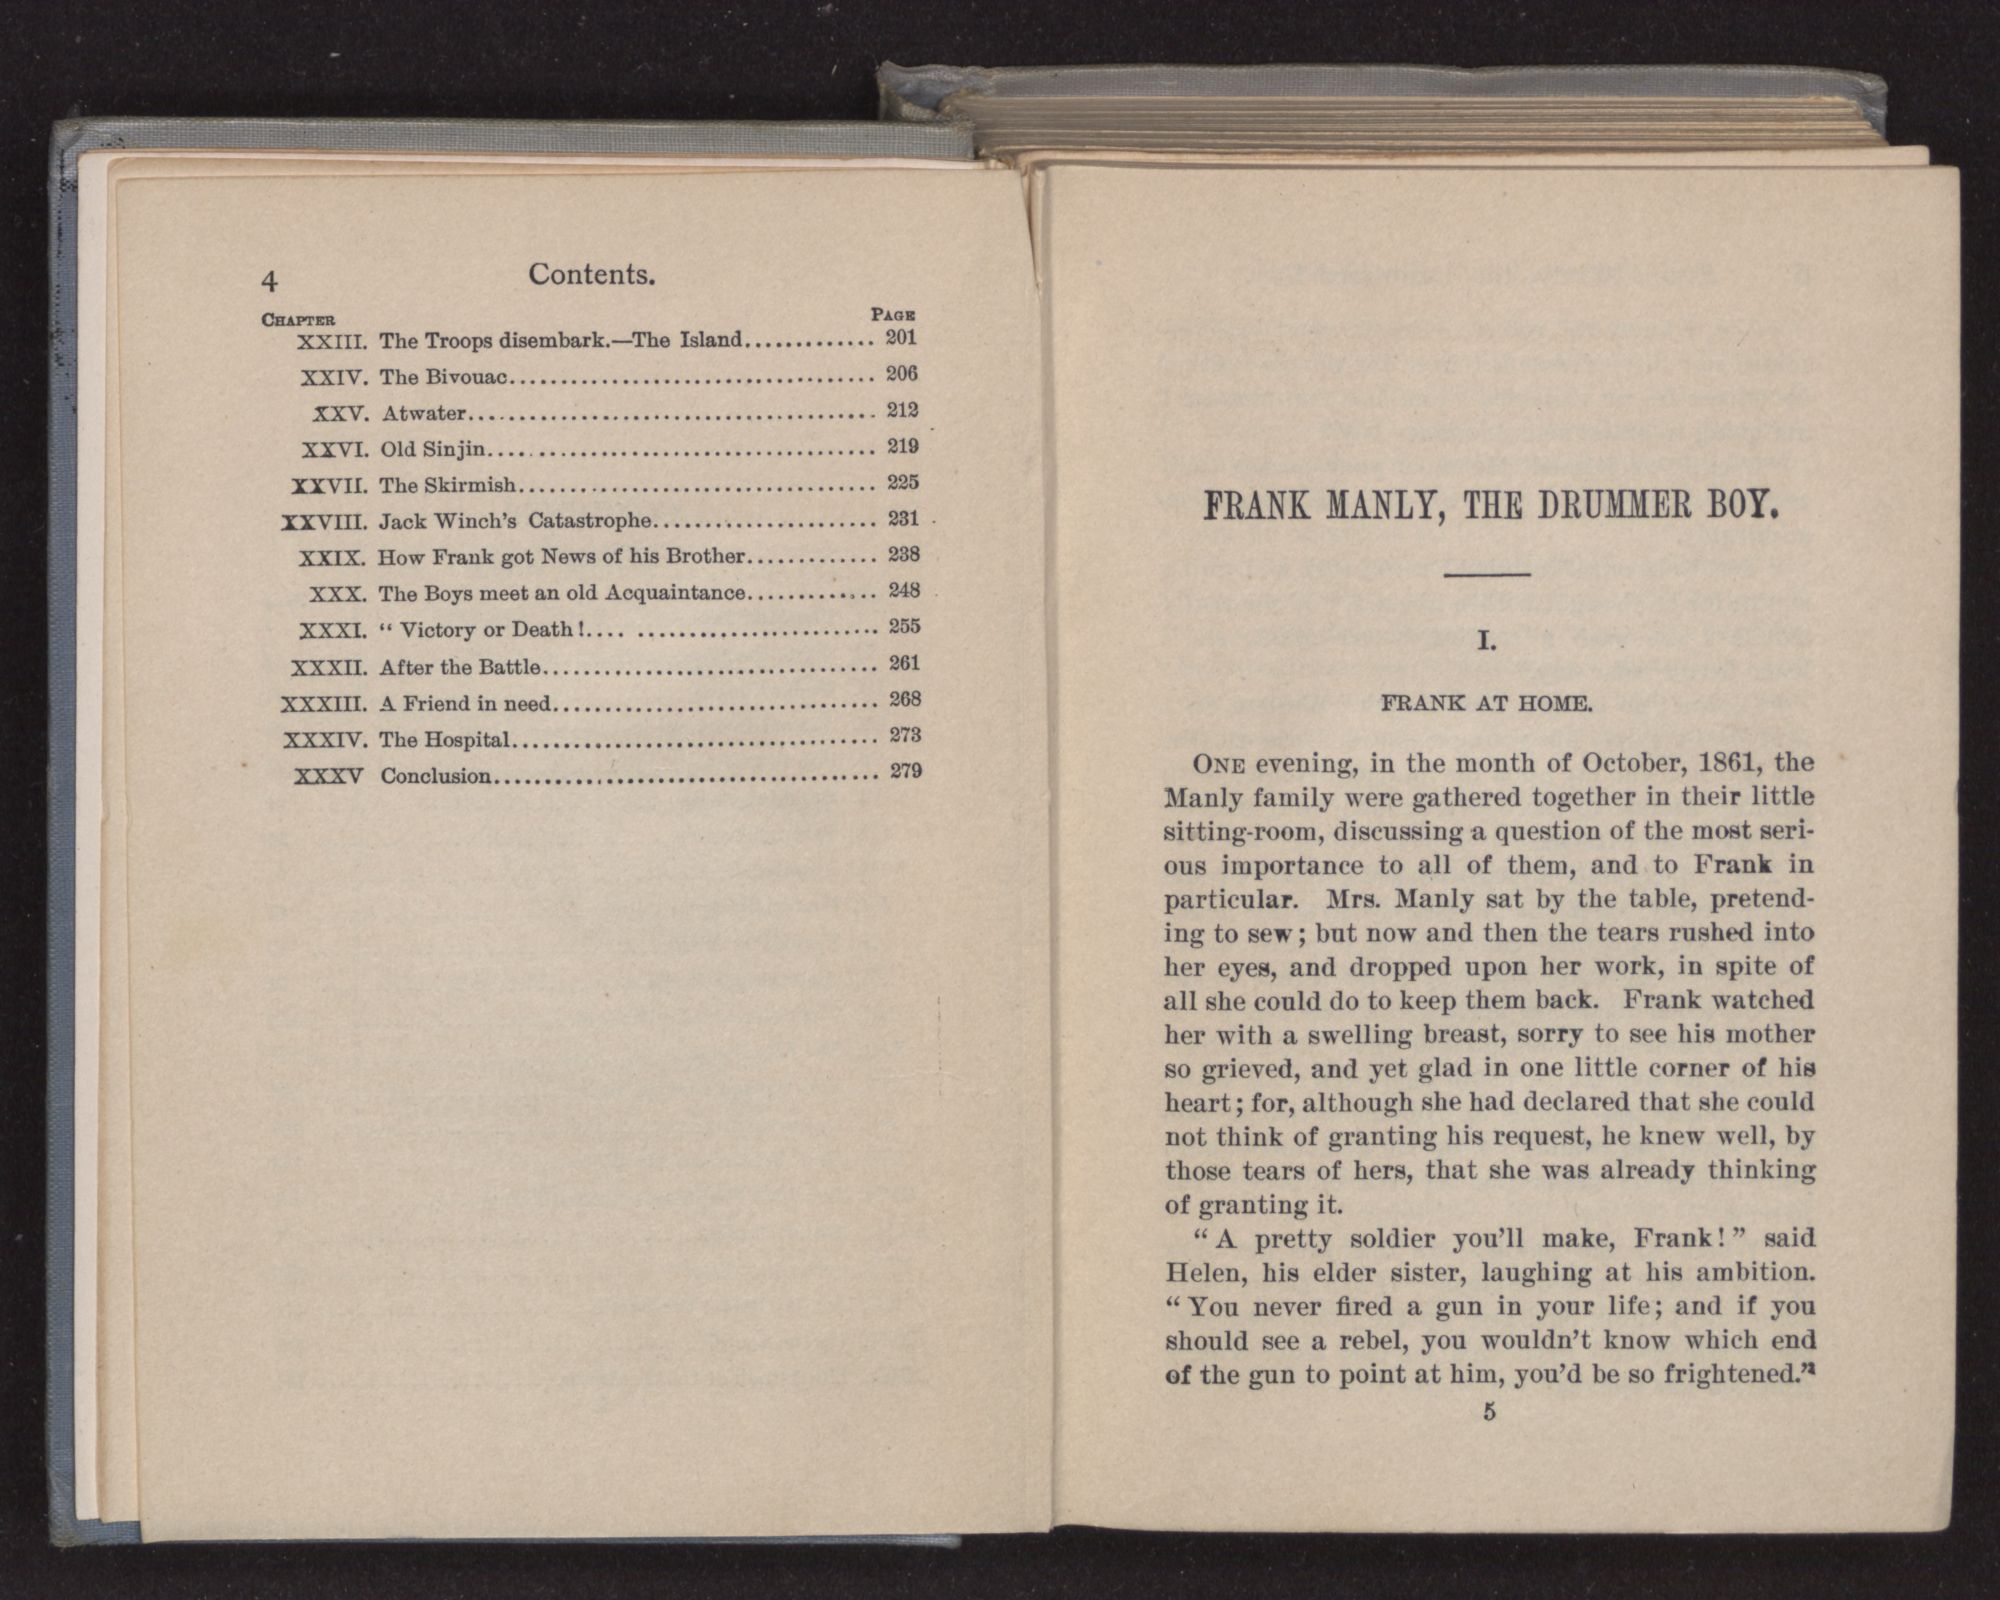 4 Contents.
CHAPTER PAGE
XXIII. The Troops disembark.—The Island............. 201
XXIV. The Bivouac.................................... 206
XXV. Atwater........................................ 212
XXVI. Old Sinjin...................................... 219
XXVII. The Skirmish................................... 225
XXVIII. Jack Winch's Catastrophe...................... 231
XXIX. How Frank got News of his Brother............. 238
XXX. The Boys meet an old Acquaintance............. 248
XXXI. “ Victory or Death!.... ........................ 255
XXXII. After the Battle................................. 261
XXXIII. A Friend in need................................ 268
XXXIV. The Hospital.................................... 273
XXXV Conclusion...................................... 279
FRANK MANLY, THE DRUMMER BOY.
I.
FRANK AT HOME.
ONE evening, in the month of October, 1861, the
Manly family were gathered together in their little
sitting-room, discussing a question of the most seri-
ous importance to all of them, and to Frank in
particular. Mrs. Manly sat by the table, pretend-
ing to sew; but now and then the tears rushed into
her eyes, and dropped upon her work, in spite of
all she could do to keep them back. Frank watched
her with a swelling breast, sorry to see his mother
so grieved, and yet glad in one little corner of his
heart; for, although she had declared that she could
not think of granting his request, he knew well, by
those tears of hers, that she was already thinking
of granting it.
“A pretty soldier you'll make, Frank!” said
Helen, his elder sister, laughing at his ambition.
“You never fired a gun in your life; and if you
should see a rebel, you wouldn't know which end
of the gun to point at him, you'd be so frightened.”
5